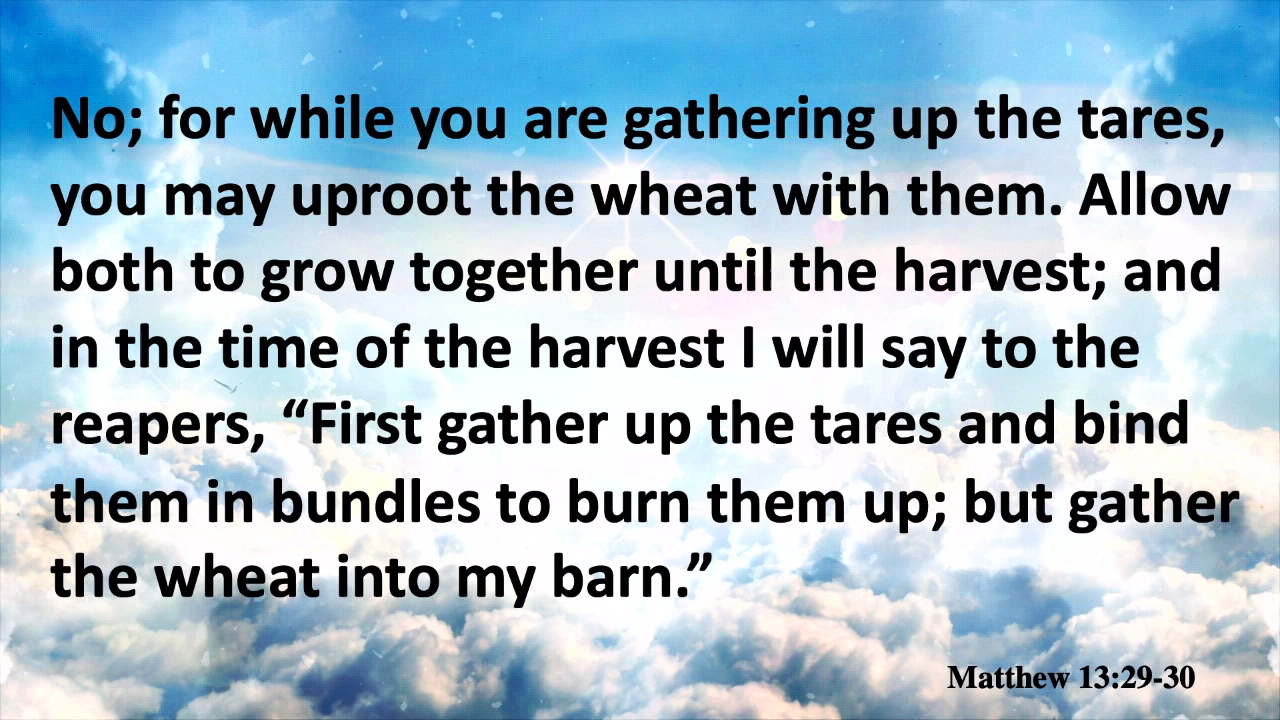 No; for while you are gathering up the tares,
you may uproot the wheat with them. Allow
both to grow together until the harvest; and
in the time of the harvest I will say to the
reapers, “First gather up the tares and bind
them in bundles to burn them up; but gather
the wheat into my barn.”
Matthew 13:29-30